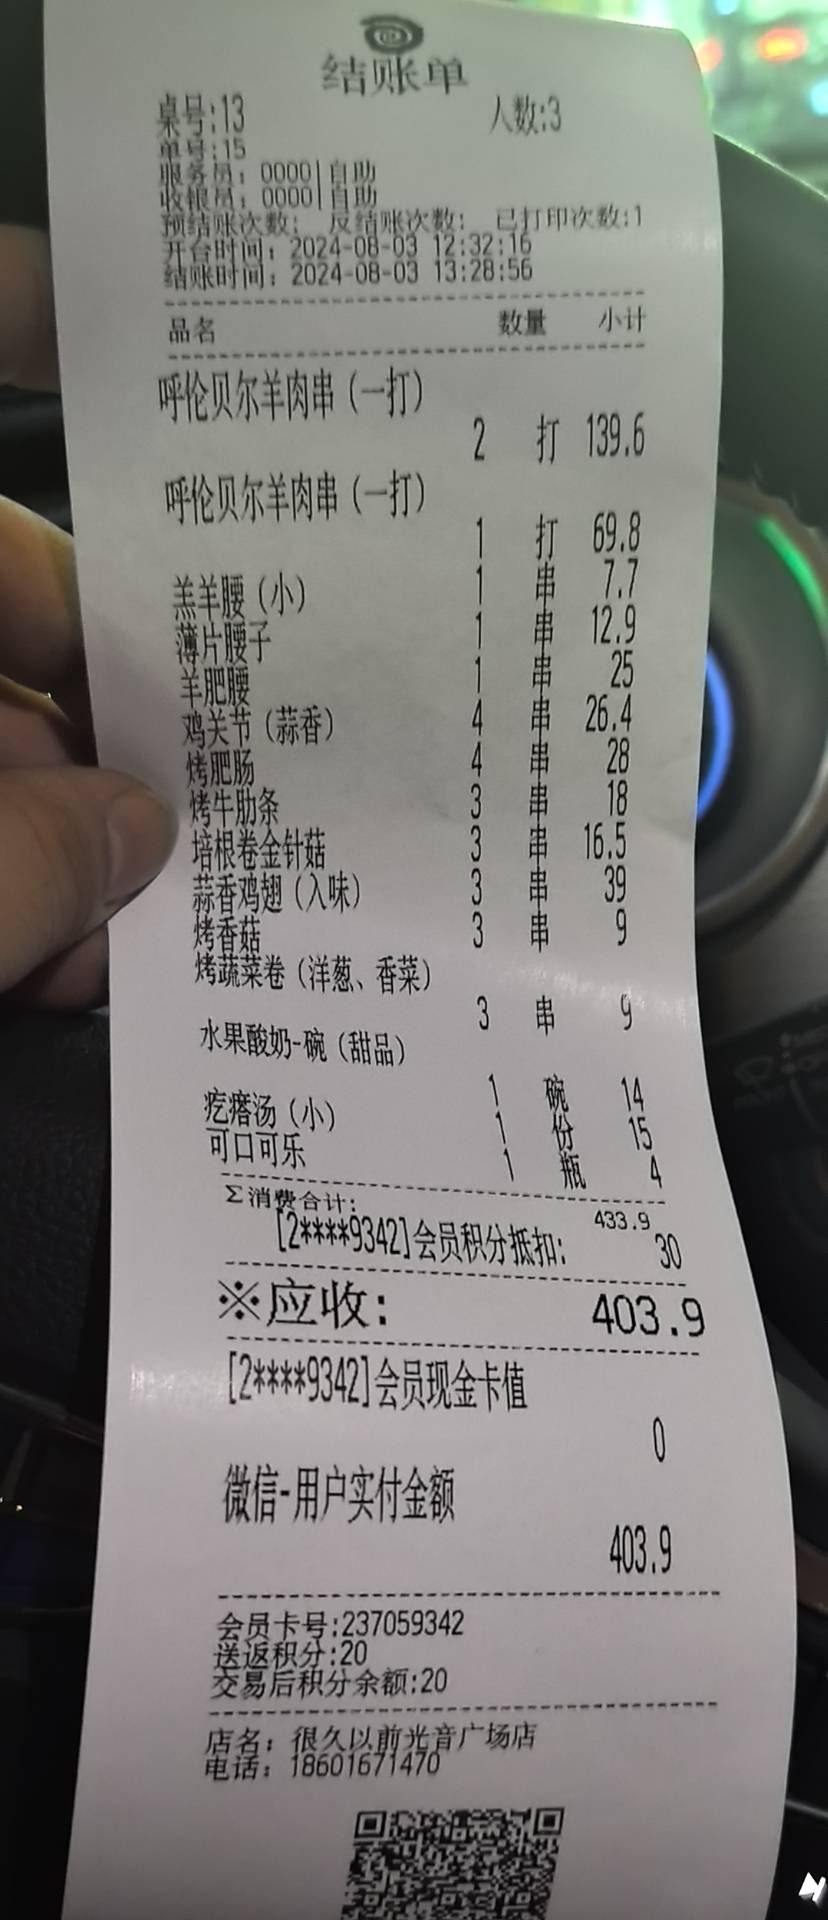 结账单
桌号:13 人数:3
单号:15
服务员: 0000|自助
收银员: 0000|自助
预结账次数: 反结账次数: 已打印次数:1
开台时间: 2024-08-03 12:32:16
结账时间: 2024-08-03 13:28:56
品名 数量 小计
呼伦贝尔羊肉串(一打)
2 打 139.6
呼伦贝尔羊肉串(一打)
1 打 69.8
羔羊腰(小) 1 串 7.7
薄片腰子 1 串 12.9
羊肥腰 1 串 25
鸡关节(蒜香) 4 串 26.4
烤肥肠 4 串 28
烤牛肋条 3 串 18
培根卷金针菇 3 串 16.5
蒜香鸡翅(入味) 3 串 39
烤香菇 3 串 9
烤蔬菜卷(洋葱、香菜)
3 串 9
水果酸奶-碗(甜品)
1 碗 14
疙瘩汤(小) 1 份 15
可口可乐 1 瓶 4
Σ消费合计: 433.9
[2****9342]会员积分抵扣: 30
※应收: 403.9
[2****9342]会员现金卡值
0
微信-用户实付金额
403.9
会员卡号:237059342
送返积分:20
交易后积分余额:20
店名: 很久以前光音广场店
电话: 18601671470